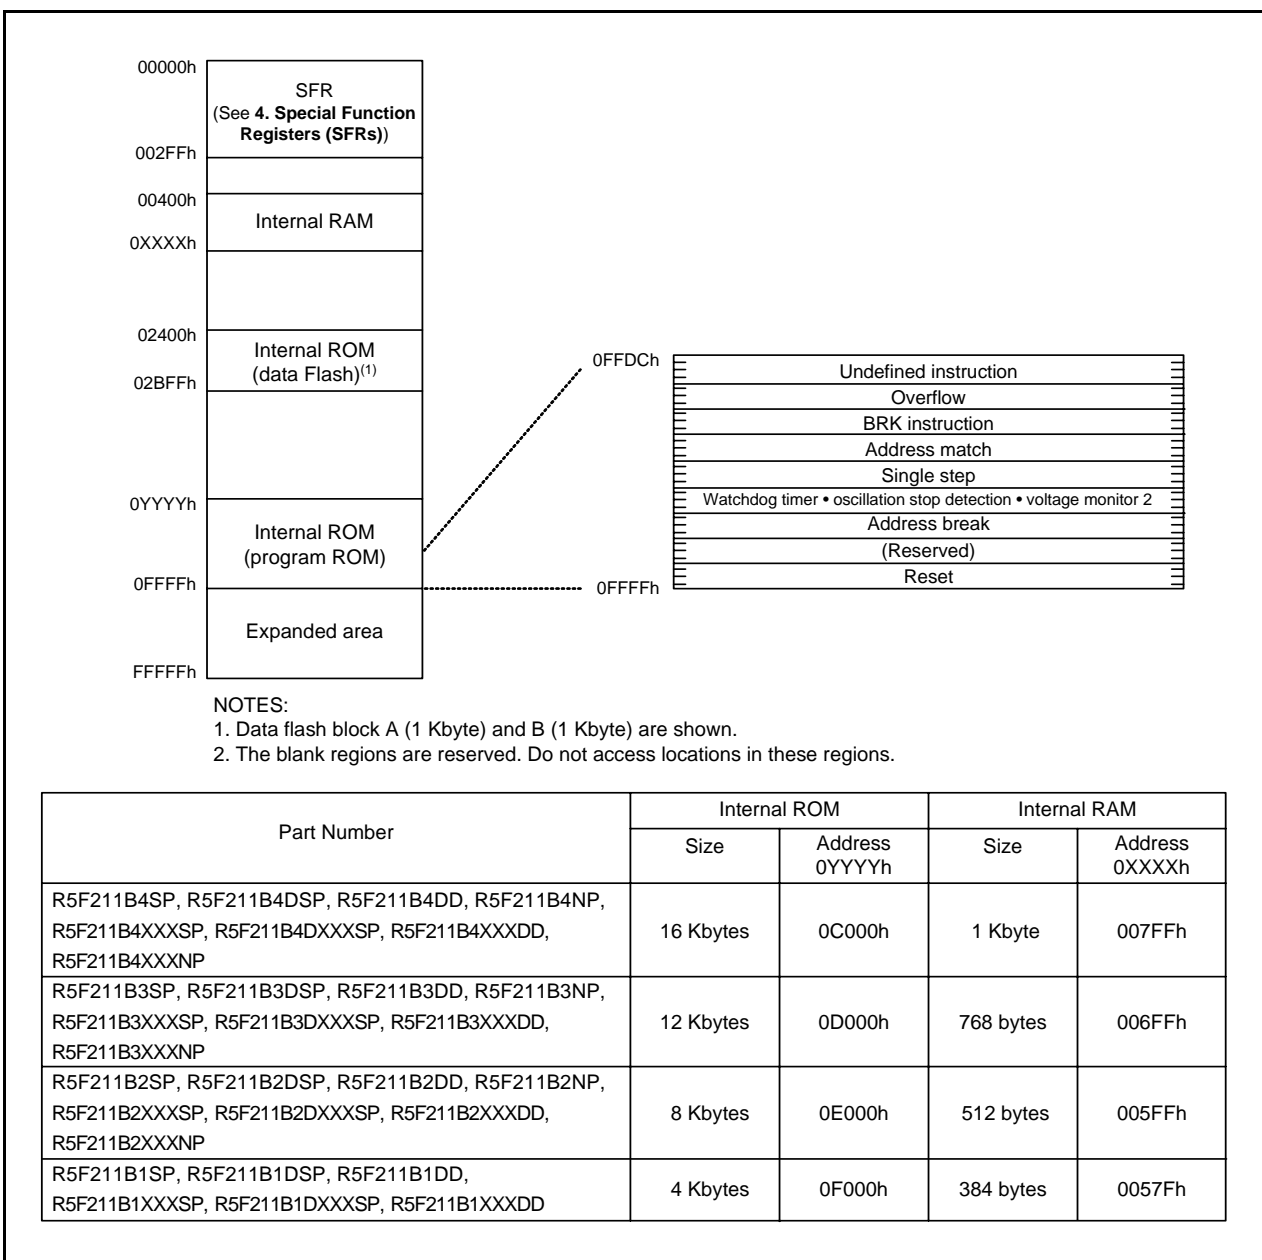 00000h
SFR
(See 4. Special Function
Registers (SFRs))
002FFh
00400h
Internal RAM
0XXXXh
02400h
Internal ROM
(data Flash)(1)
02BFFh
0YYYYh
Internal ROM
(program ROM)
0FFFFh
Expanded area
FFFFFh
0FFDCh
Undefined instruction
Overflow
BRK instruction
Address match
Single step
Watchdog timer • oscillation stop detection • voltage monitor 2
Address break
(Reserved)
0FFFFh
Reset
NOTES:
1. Data flash block A (1 Kbyte) and B (1 Kbyte) are shown.
2. The blank regions are reserved. Do not access locations in these regions.
Part Number
Internal ROM
Internal RAM
Size
Address
0YYYYh
Size
Address
0XXXXh
R5F211B4SP, R5F211B4DSP, R5F211B4DD, R5F211B4NP,
R5F211B4XXXSP, R5F211B4DXXXSP, R5F211B4XXXDD,
R5F211B4XXXNP
16 Kbytes
0C000h
1 Kbyte
007FFh
R5F211B3SP, R5F211B3DSP, R5F211B3DD, R5F211B3NP,
R5F211B3XXXSP, R5F211B3DXXXSP, R5F211B3XXXDD,
R5F211B3XXXNP
12 Kbytes
0D000h
768 bytes
006FFh
R5F211B2SP, R5F211B2DSP, R5F211B2DD, R5F211B2NP,
R5F211B2XXXSP, R5F211B2DXXXSP, R5F211B2XXXDD,
R5F211B2XXXNP
8 Kbytes
0E000h
512 bytes
005FFh
R5F211B1SP, R5F211B1DSP, R5F211B1DD,
R5F211B1XXXSP, R5F211B1DXXXSP, R5F211B1XXXDD
4 Kbytes
0F000h
384 bytes
0057Fh